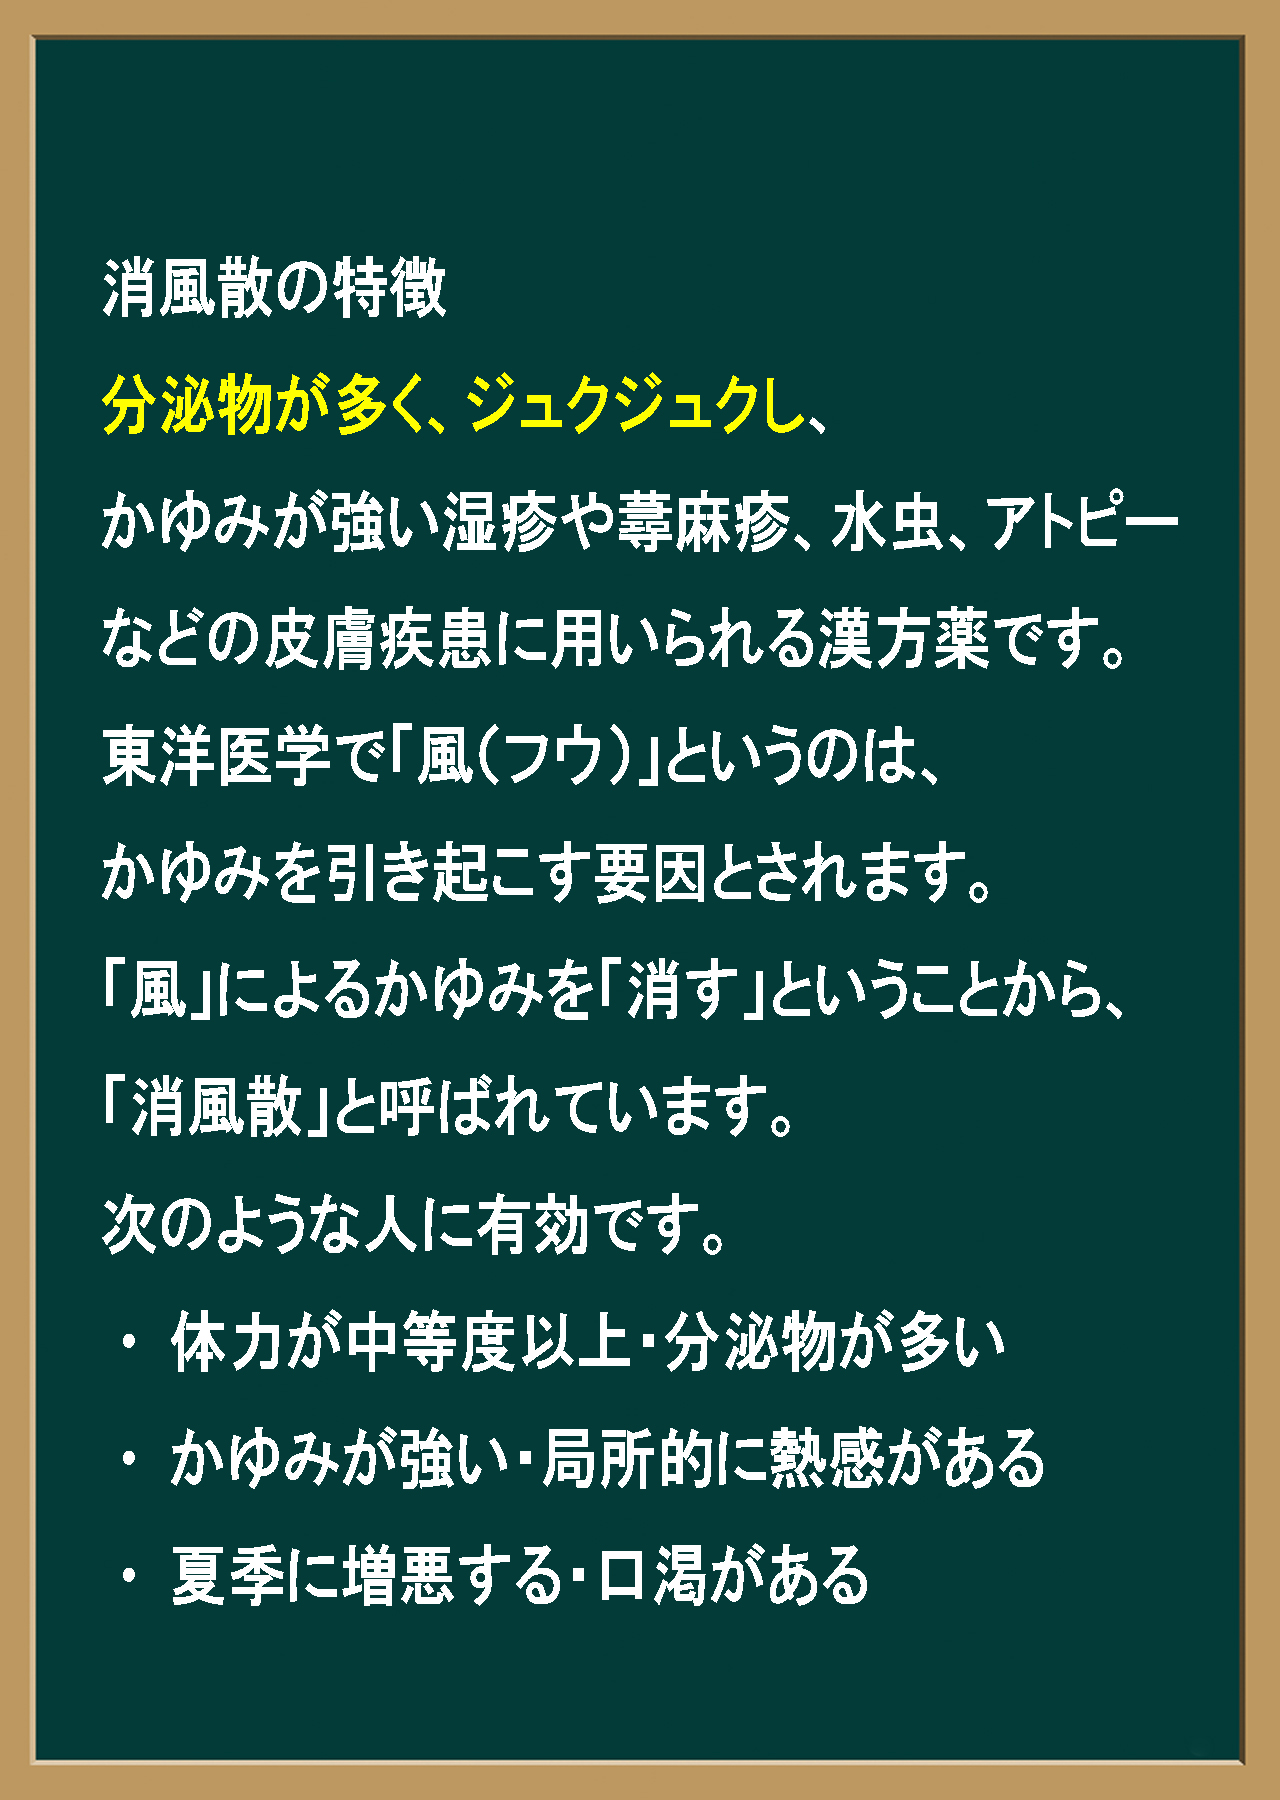 消風散の特徴
分泌物が多く、ジュクジュクし、
かゆみが強い湿疹や蕁麻疹、水虫、アトピー
などの皮膚疾患に用いられる漢方薬です。
東洋医学で「風（フウ）」というのは、
かゆみを引き起こす要因とされます。
「風」によるかゆみを「消す」ということから、
「消風散」と呼ばれています。
次のような人に有効です。
・ 体力が中等度以上・分泌物が多い
・ かゆみが強い・局所的に熱感がある
・ 夏季に増悪する・口渇がある